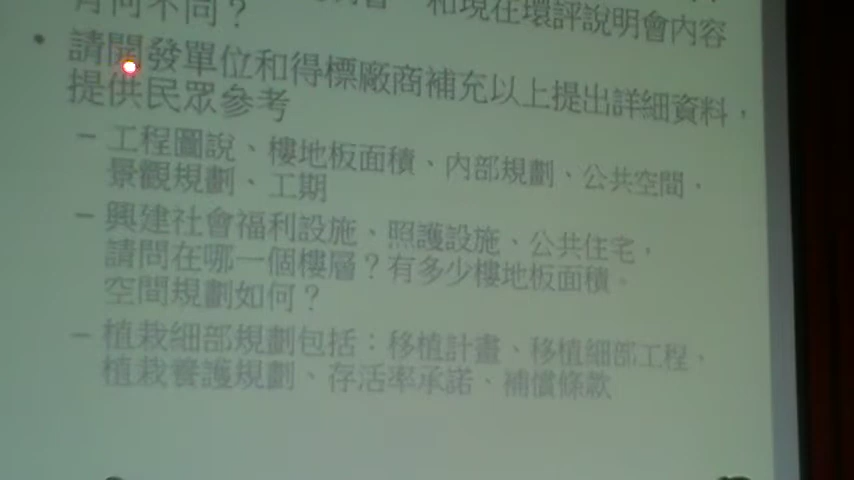 有何不同？ 和現在環評說明會內容
• 請開發單位和得標廠商補充以上提出詳細資料，
提供民眾參考
– 工程圖說、樓地板面積、內部規劃、公共空間、
景觀規劃、工期
– 興建社會福利設施、照護設施、公共住宅，
請問在哪一個樓層？有多少樓地板面積。
空間規劃如何？
– 植栽細部規劃包括：移植計畫、移植細部工程、
植栽養護規劃、存活率承諾、補償條款